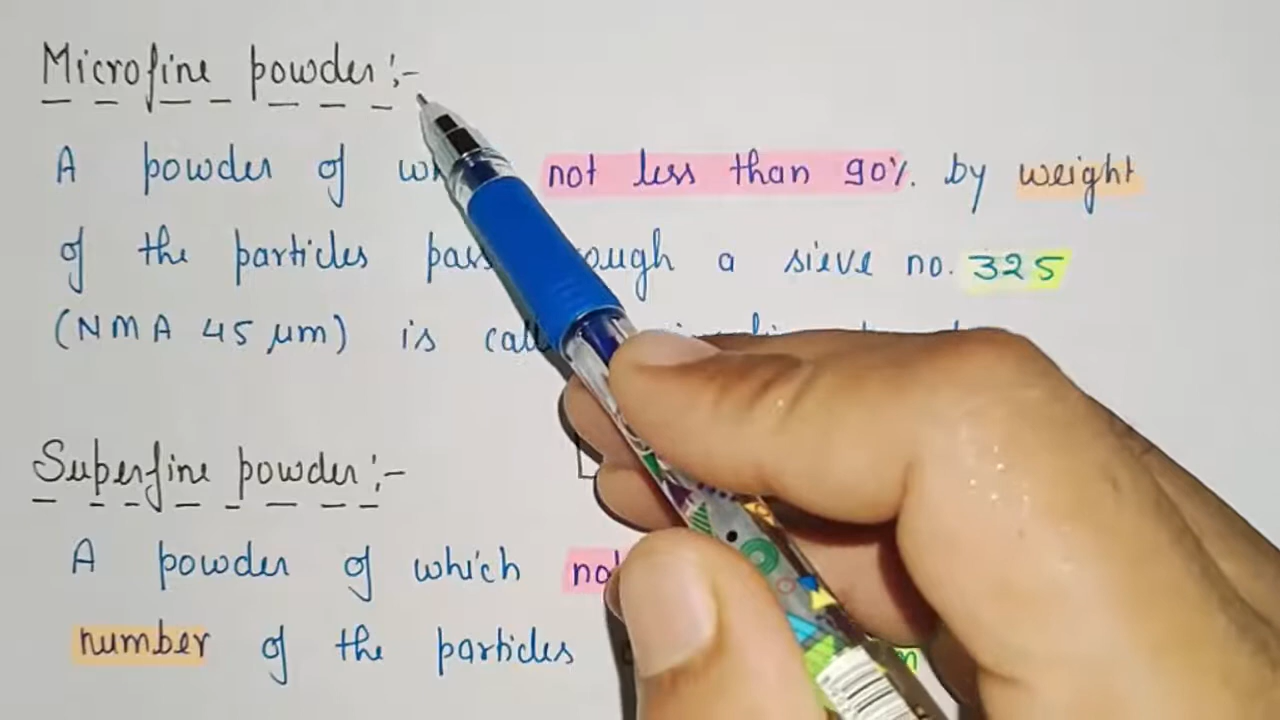 Microfine powder:-
A powder of not less than 90%. by weight
of the particles a sieve no. 325
(NMA 45 µm) is
Superfine powder:-
A powder of which
number of the particles